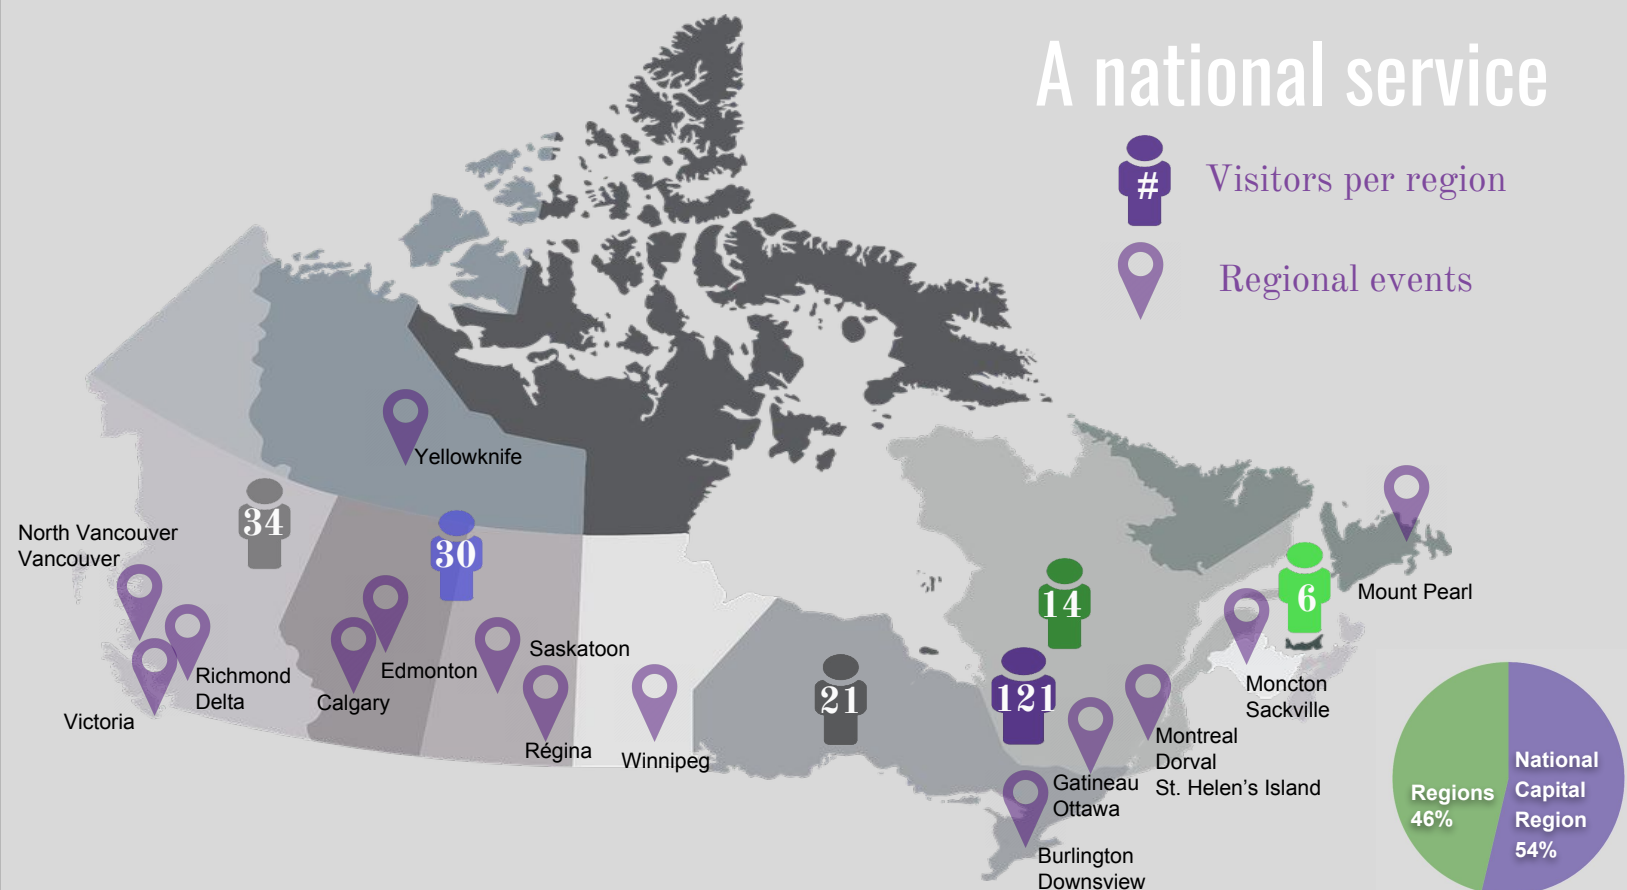 A national service
#
Visitors per region
Regional events
Yellowknife
34
North Vancouver
Vancouver
30
Richmond
Delta
Victoria
Edmonton
Calgary
Saskatoon
Régina
Winnipeg
21
14
121
6
Mount Pearl
Moncton
Sackville
Montreal
Dorval
St. Helen's Island
Gatineau
Ottawa
Burlington
Downsview
Regions
46%
National
Capital
Region
54%